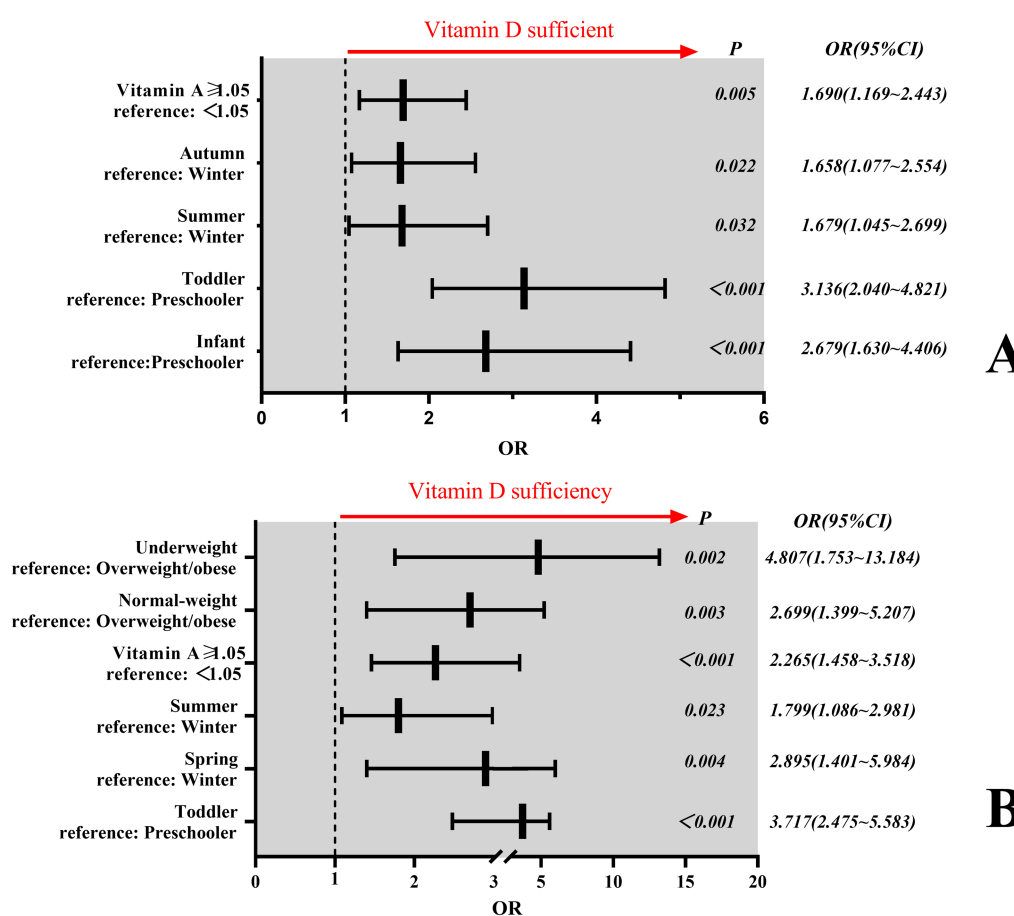 Vitamin D sufficient
P OR(95%CI)
Vitamin A ⩾1.05
reference: <1.05
0.005 1.690(1.169~2.443)
Autumn
reference: Winter
0.022 1.658(1.077~2.554)
Summer
reference: Winter
0.032 1.679(1.045~2.699)
Toddler
reference: Preschooler
<0.001 3.136(2.040~4.821)
Infant
reference:Preschooler
<0.001 2.679(1.630~4.406)
A
0 1 2 4 6
OR
Vitamin D sufficiency
P OR(95%CI)
Underweight
reference: Overweight/obese
0.002 4.807(1.753~13.184)
Normal-weight
reference: Overweight/obese
0.003 2.699(1.399~5.207)
Vitamin A ⩾1.05
reference: <1.05
<0.001 2.265(1.458~3.518)
Summer
reference: Winter
0.023 1.799(1.086~2.981)
Spring
reference: Winter
0.004 2.895(1.401~5.984)
Toddler
reference: Preschooler
<0.001 3.717(2.475~5.583)
B
0 1 2 3 5 10 15 20
OR